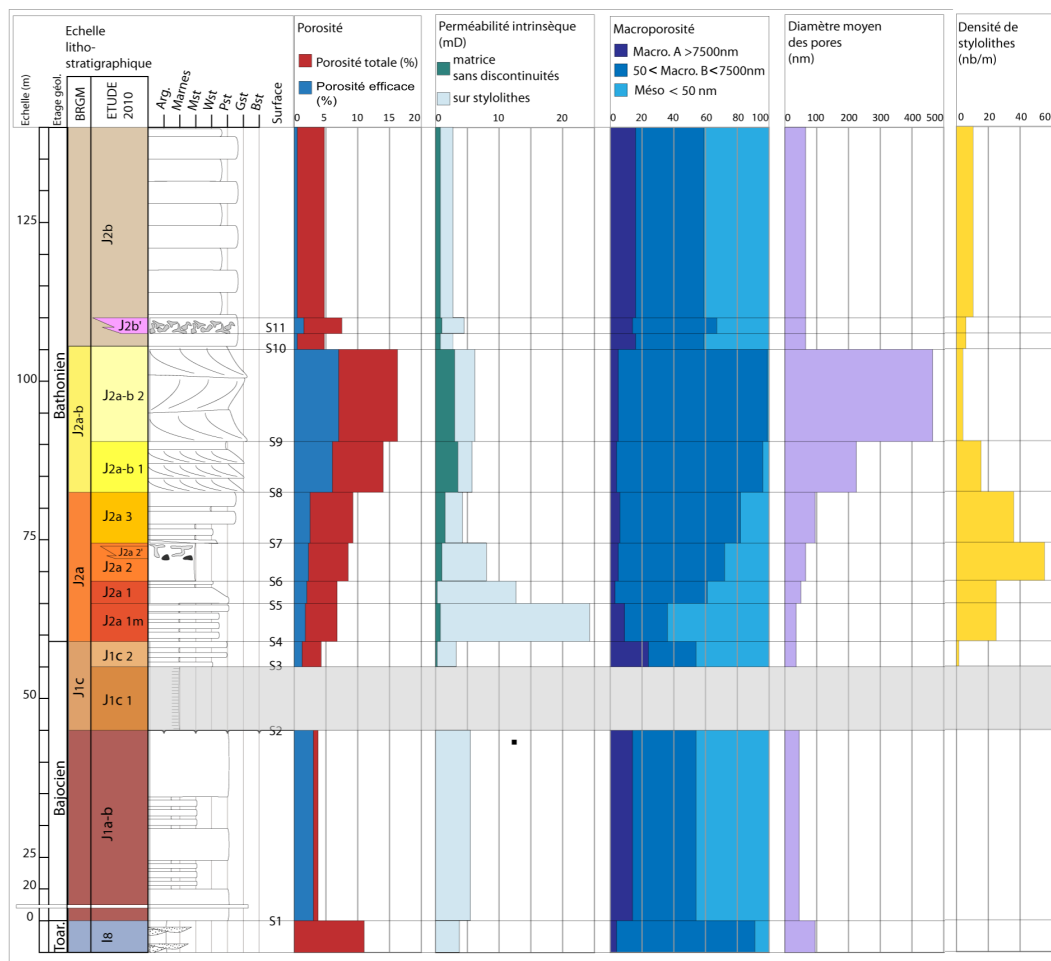 Echelle
litho-
stratigraphique
Echelle (m)
Etage géol.
BRGM
ETUDE
2010
Arg.
Marnes
Mst
Wst
Pst
Gst
Bst
Surface
Porosité
Porosité totale (%)
Porosité efficace
(%)
0 5 10 15 20
Perméabilité intrinsèque
(mD)
matrice
sans discontinuités
sur stylolithes
0 10 20
Macroporosité
Macro. A >7500nm
50 < Macro. B < 7500nm
Méso < 50 nm
0 20 40 60 80 100
Diamètre moyen
des pores
(nm)
0 100 200 300 400 500
Densité de
stylolithes
(nb/m)
0 20 40 60
125
100
75
50
25
20
0
Bathonien
Bajocien
Toar.
J2a-b
J2a
J1c
J2b
J2b'
J2a-b 2
J2a-b 1
J2a 3
J2a 2'
J2a 2
J2a 1
J2a 1m
J1c 2
J1c 1
J1a-b
I8
S11
S10
S9
S8
S7
S6
S5
S4
S3
S2
S1